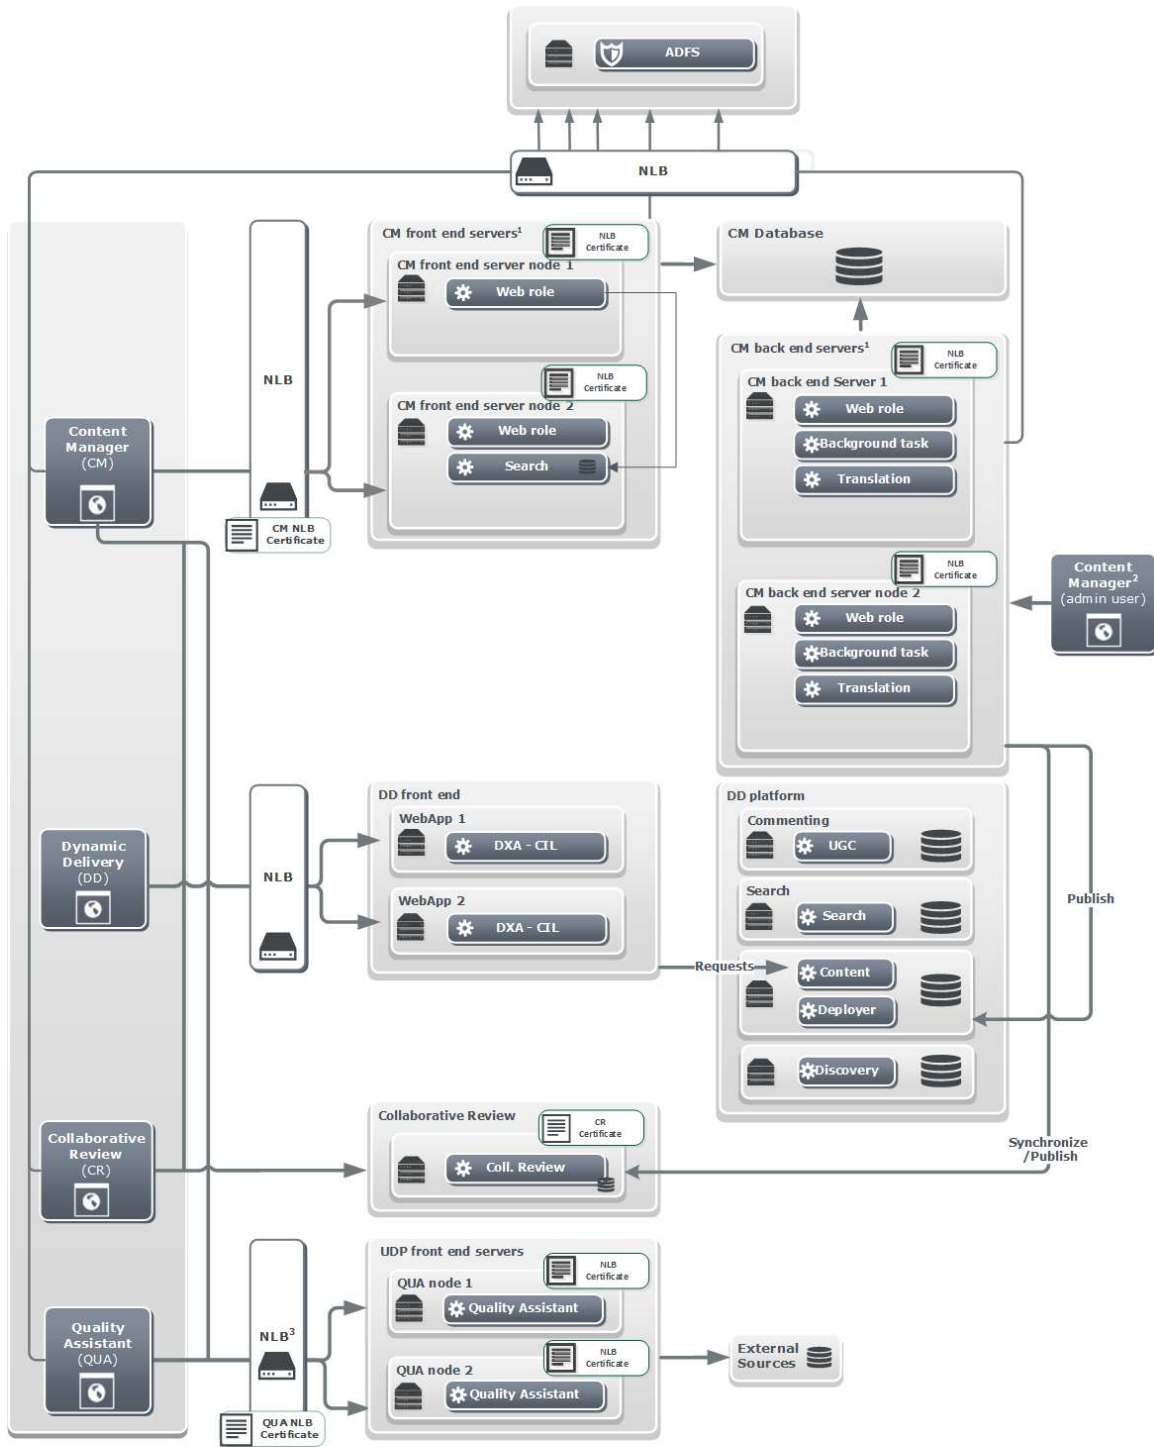 ADFS
NLB
CM front end servers¹
NLB
Certificate
CM front end server node 1
Web role
NLB
Certificate
CM front end server node 2
Web role
Search
CM Database
CM back end servers¹
NLB
Certificate
CM back end Server 1
Web role
Background task
Translation
NLB
Certificate
CM back end server node 2
Web role
Background task
Translation
Content
Manager²
(admin user)
NLB
CM NLB
Certificate
Content
Manager
(CM)
Dynamic
Delivery
(DD)
NLB
DD front end
WebApp 1
DXA - CIL
WebApp 2
DXA - CIL
Requests
DD platform
Commenting
UGC
Search
Search
Content
Deployer
Discovery
Publish
Synchronize
/Publish
Collaborative
Review
(CR)
Collaborative Review
CR
Certificate
Coll. Review
Quality
Assistant
(QUA)
NLB³
QUA NLB
Certificate
UDP front end servers
NLB
Certificate
QUA node 1
Quality Assistant
NLB
Certificate
QUA node 2
Quality Assistant
External
Sources